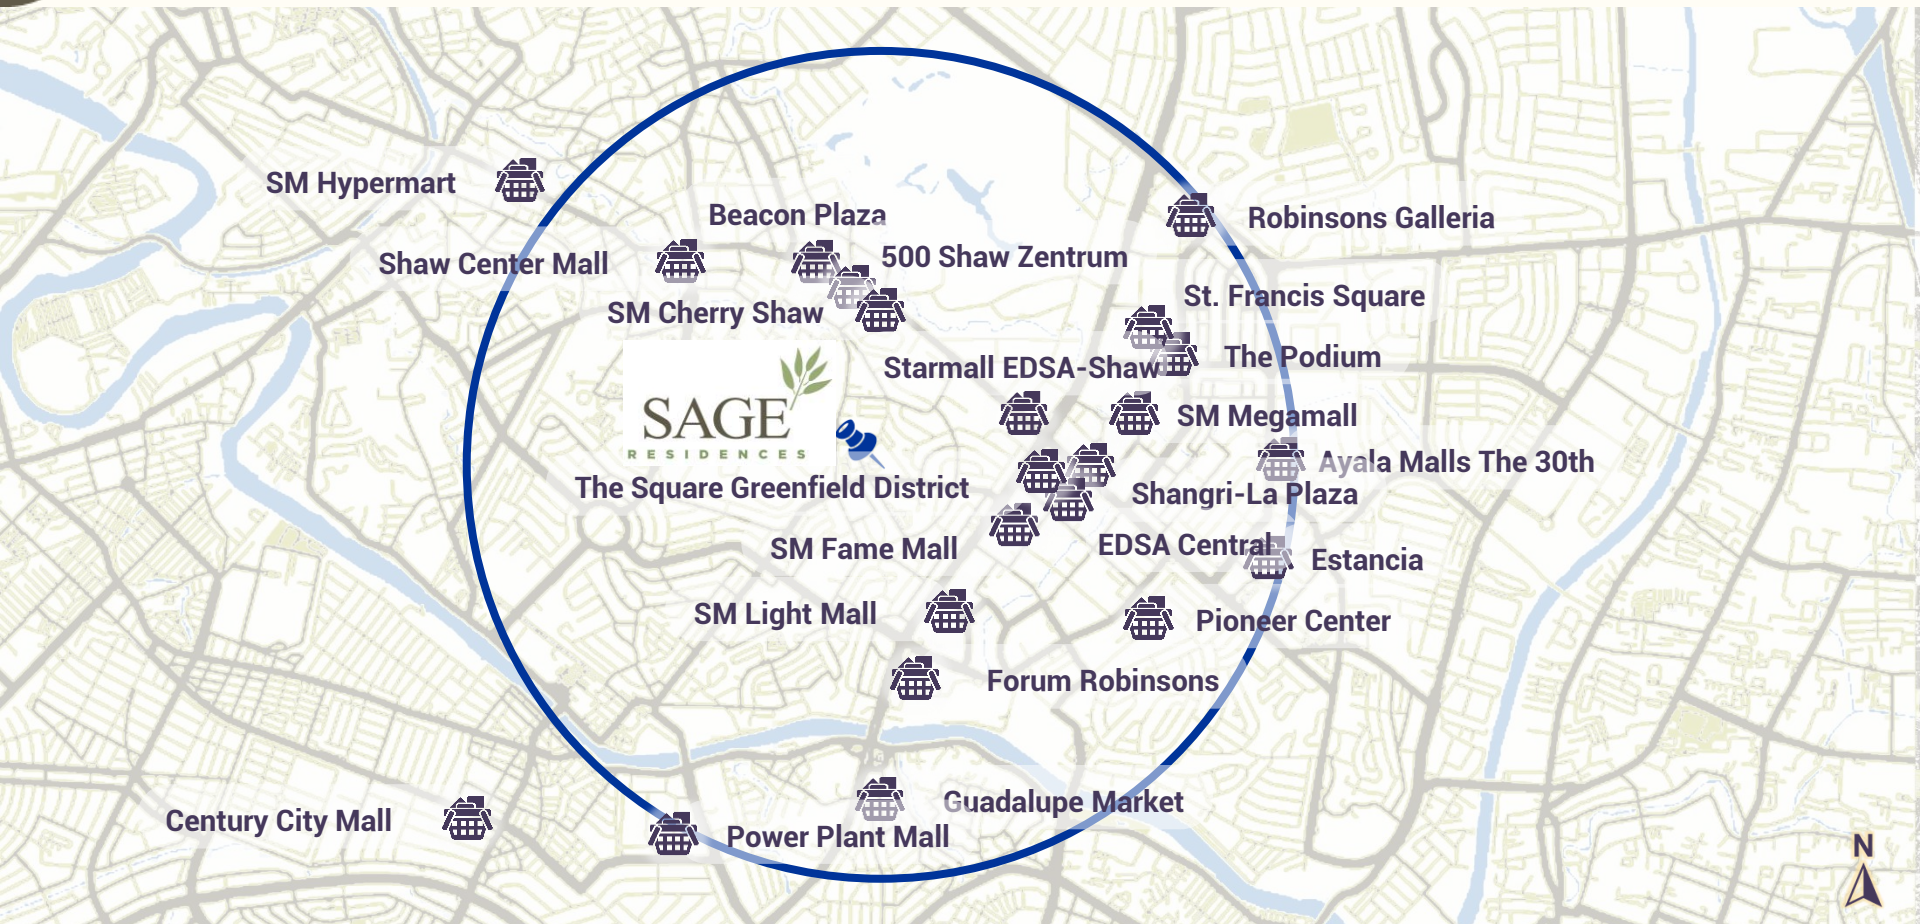 SM Hypermart
Beacon Plaza
Robinsons Galleria
Shaw Center Mall
500 Shaw Zentrum
SM Cherry Shaw
St. Francis Square
The Podium
Starmall EDSA-Shaw
SAGE
RESIDENCES
SM Megamall
Ayala Malls The 30th
The Square Greenfield District
Shangri-La Plaza
SM Fame Mall
EDSA Central
Estancia
SM Light Mall
Pioneer Center
Forum Robinsons
Guadalupe Market
Century City Mall
Power Plant Mall
N